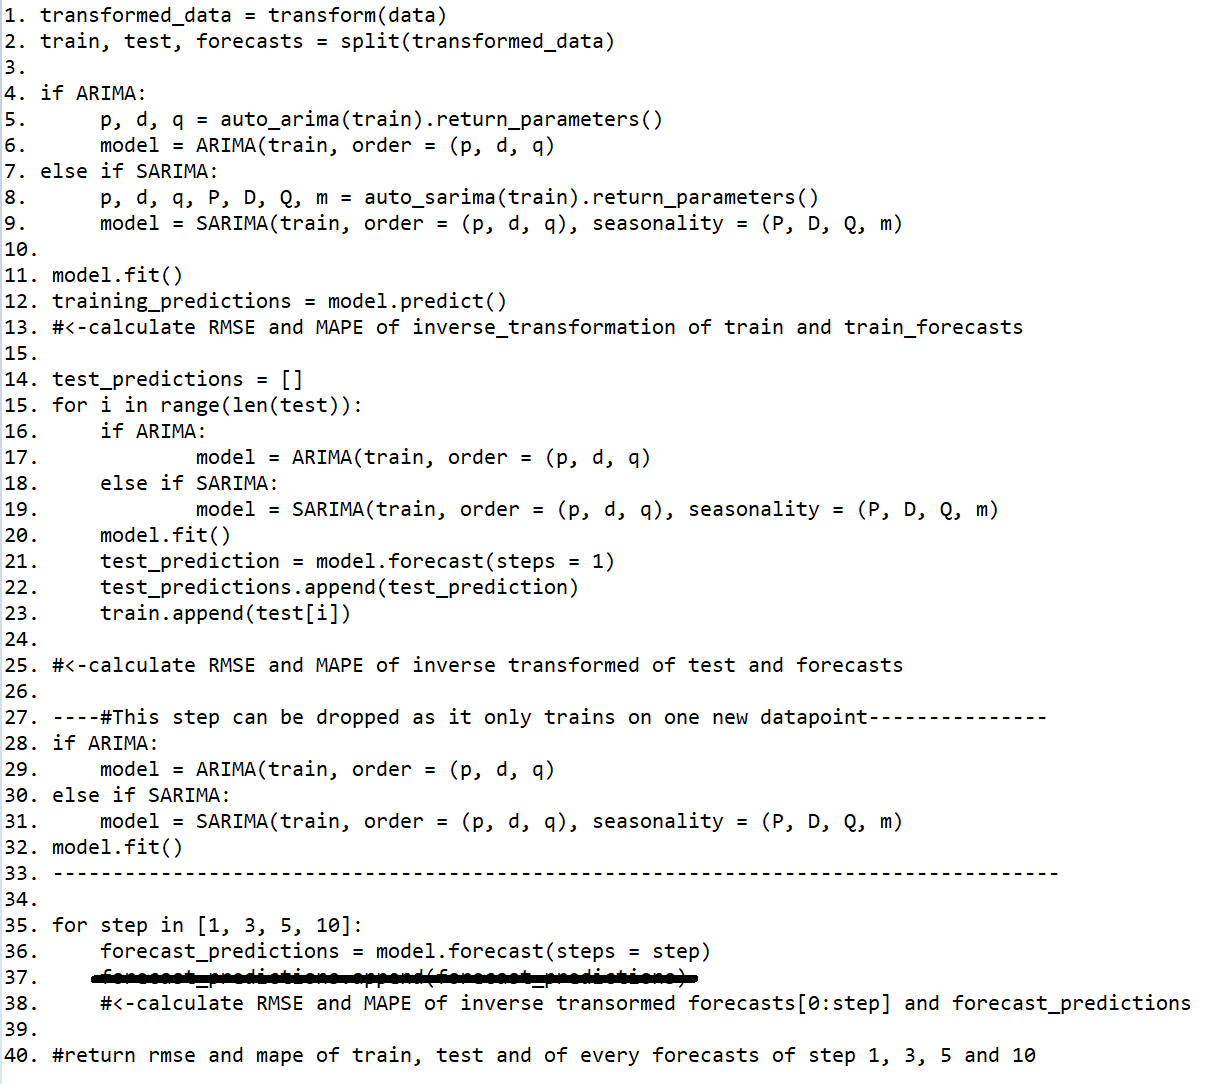 1. transformed_data = transform(data)
2. train, test, forecasts = split(transformed_data)
3.
4. if ARIMA:
5.      p, d, q = auto_arima(train).return_parameters()
6.      model = ARIMA(train, order = (p, d, q)
7. else if SARIMA:
8.      p, d, q, P, D, Q, m = auto_sarima(train).return_parameters()
9.      model = SARIMA(train, order = (p, d, q), seasonality = (P, D, Q, m)
10.
11. model.fit()
12. training_predictions = model.predict()
13. #<-calculate RMSE and MAPE of inverse_transformation of train and train_forecasts
15.
14. test_predictions = []
15. for i in range(len(test)):
16.     if ARIMA:
17.             model = ARIMA(train, order = (p, d, q)
18.     else if SARIMA:
19.             model = SARIMA(train, order = (p, d, q), seasonality = (P, D, Q, m)
20.     model.fit()
21.     test_prediction = model.forecast(steps = 1)
22.     test_predictions.append(test_prediction)
23.     train.append(test[i])
24.
25. #<-calculate RMSE and MAPE of inverse transformed of test and forecasts
26.
27. ----#This step can be dropped as it only trains on one new datapoint---------------
28. if ARIMA:
29.     model = ARIMA(train, order = (p, d, q)
30. else if SARIMA:
31.     model = SARIMA(train, order = (p, d, q), seasonality = (P, D, Q, m)
32. model.fit()
33. ------------------------------------------------------------------------------------
34.
35. for step in [1, 3, 5, 10]:
36.     forecast_predictions = model.forecast(steps = step)
37.     forecast_predictions.append(forecast_predictions)
38.     #<-calculate RMSE and MAPE of inverse transormed forecasts[0:step] and forecast_predictions
39.
40. #return rmse and mape of train, test and of every forecasts of step 1, 3, 5 and 10